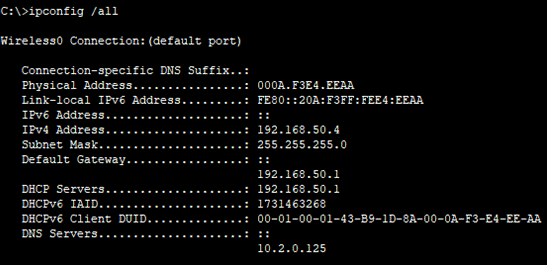 C:\>ipconfig /all
Wireless0 Connection:(default port)
Connection-specific DNS Suffix..:
Physical Address................: 000A.F3E4.EEAA
Link-local IPv6 Address.........: FE80::20A:F3FF:FEE4:EEAA
IPv6 Address....................: ::
IPv4 Address....................: 192.168.50.4
Subnet Mask.....................: 255.255.255.0
Default Gateway.................: ::
192.168.50.1
DHCP Servers....................: 192.168.50.1
DHCPv6 IAID.....................: 1731463268
DHCPv6 Client DUID..............: 00-01-00-01-43-B9-1D-8A-00-0A-F3-E4-EE-AA
DNS Servers.....................: ::
10.2.0.125